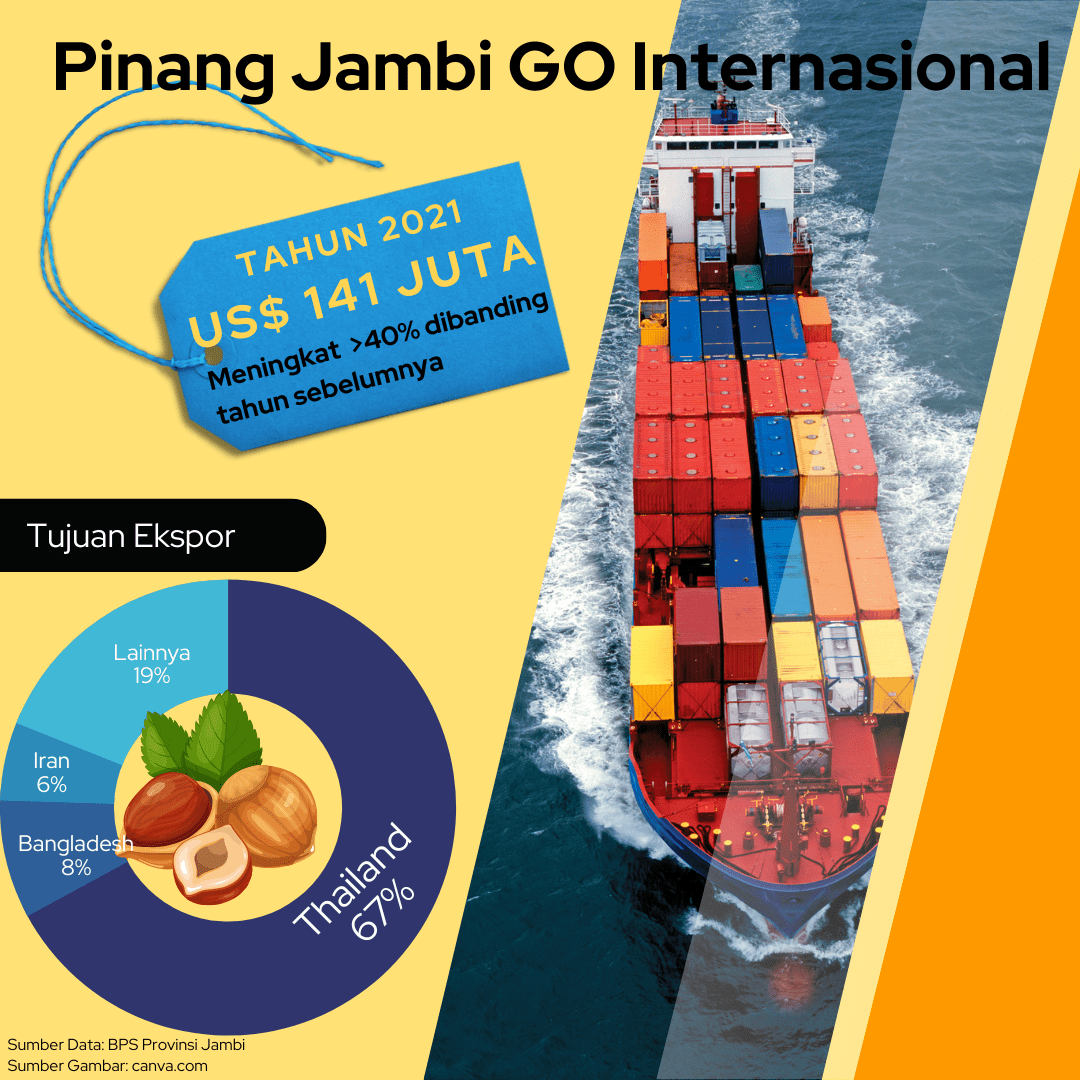 Pinang Jambi GO Internasional
TAHUN 2021
US$ 141 JUTA
Meningkat >40% dibanding
tahun sebelumnya
Tujuan Ekspor
Lainnya
19%
Iran
6%
Bangladesh
8%
Thailand
67%
Sumber Data: BPS Provinsi Jambi
Sumber Gambar: canva.com